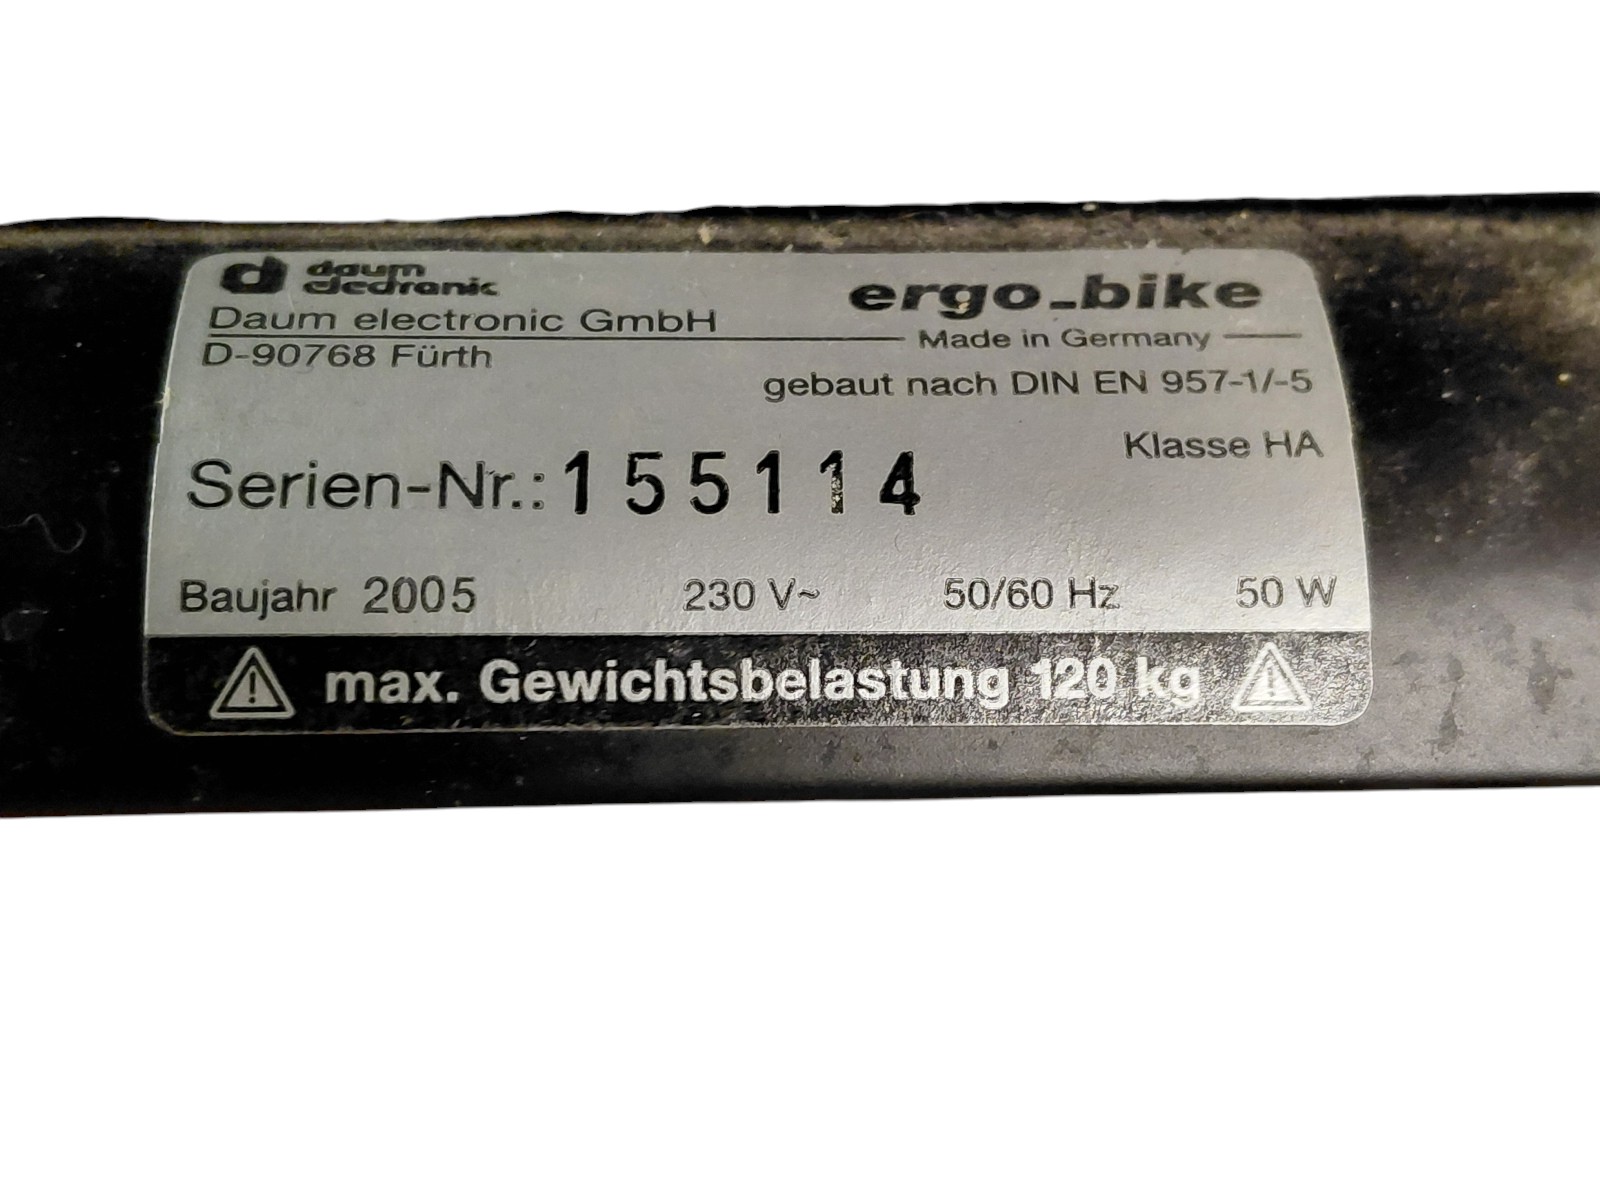 d daum
electronic
ergo_bike
Daum electronic GmbH
Made in Germany
D-90768 Fürth
gebaut nach DIN EN 957-1/-5
Klasse HA
Serien-Nr.: 155114
Baujahr 2005 230 V~ 50/60 Hz 50 W
max. Gewichtsbelastung 120 kg